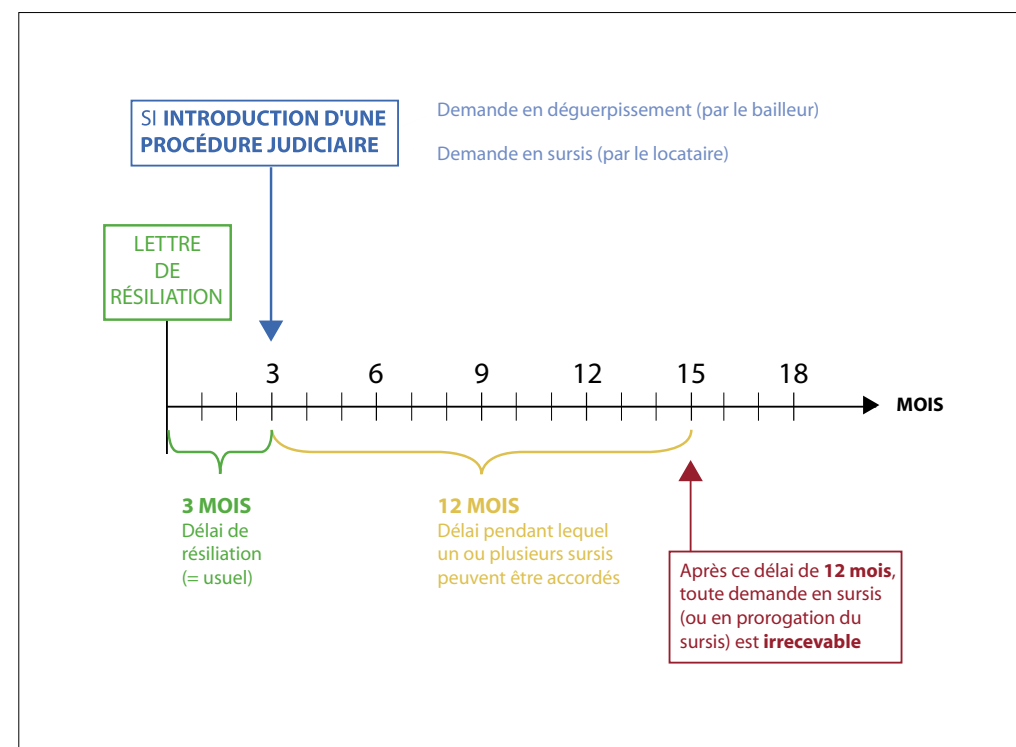 SI INTRODUCTION D'UNE
PROCÉDURE JUDICIAIRE
Demande en déguerpissement (par le bailleur)
Demande en sursis (par le locataire)
LETTRE
DE
RÉSILIATION
3 6 9 12 15 18
MOIS
3 MOIS
Délai de
résiliation
(= usuel)
12 MOIS
Délai pendant lequel
un ou plusieurs sursis
peuvent être accordés
Après ce délai de 12 mois,
toute demande en sursis
(ou en prorogation du
sursis) est irrecevable